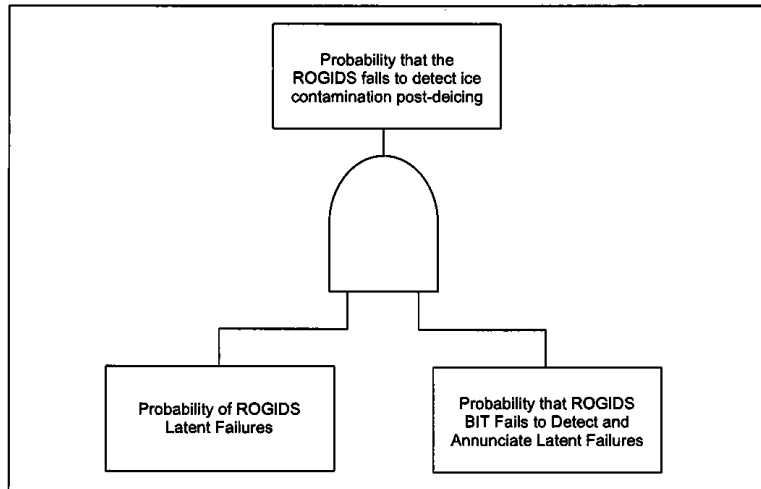 Probability that the
ROGIDS fails to detect ice
contamination post-deicing
Probability of ROGIDS
Latent Failures
Probability that ROGIDS
BIT Fails to Detect and
Annunciate Latent Failures